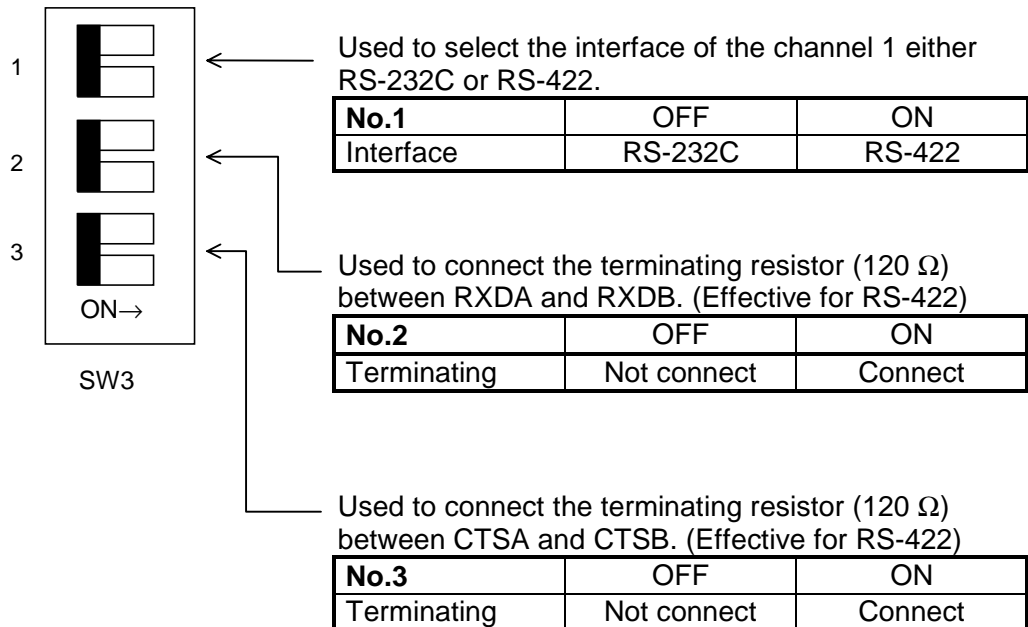 1
2
3
ON→
SW3
Used to select the interface of the channel 1 either
RS-232C or RS-422.
No.1 OFF ON
Interface RS-232C RS-422
Used to connect the terminating resistor (120 Ω)
between RXDA and RXDB. (Effective for RS-422)
No.2 OFF ON
Terminating Not connect Connect
Used to connect the terminating resistor (120 Ω)
between CTSA and CTSB. (Effective for RS-422)
No.3 OFF ON
Terminating Not connect Connect